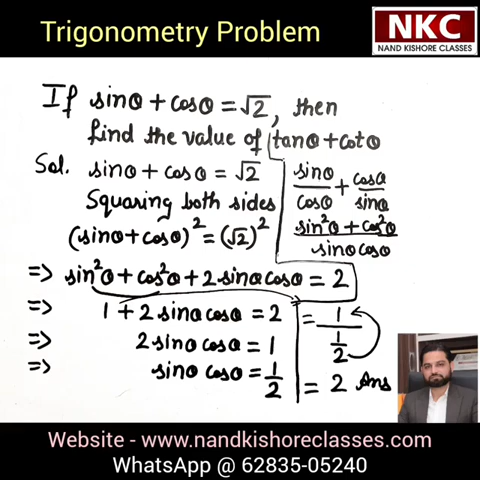 Trigonometry Problem
NKC
NAND KISHORE CLASSES
If sinθ + cosθ = √2, then
find the value of tanθ + cotθ
Sol. sinθ + cosθ = √2
Squaring both sides
(sinθ + cosθ)² = (√2)²
=> sin²θ + cos²θ + 2 sinθ cosθ = 2
=> 1 + 2 sinθ cosθ = 2
=> 2 sinθ cosθ = 1
=> sinθ cosθ = 1/2
sinθ/cosθ + cosθ/sinθ
sin²θ + cos²θ/sinθ cosθ
= 1/(1/2)
= 2 Ans
Website - www.nandkishoreclasses.com
WhatsApp @ 62835-05240